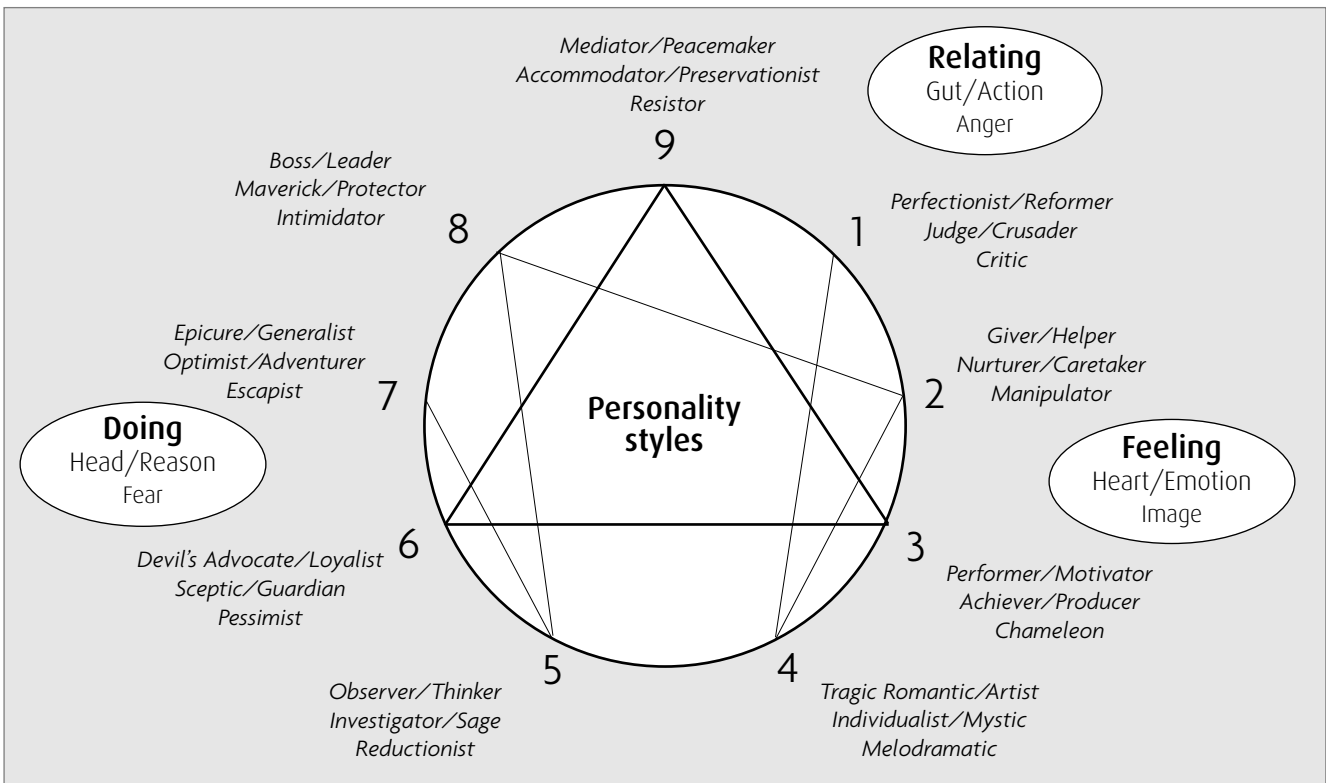 Mediator/Peacemaker
Accommodator/Preservationist
Resistor
9
Relating
Gut/Action
Anger
Boss/Leader
Maverick/Protector
Intimidator
8
1
Perfectionist/Reformer
Judge/Crusader
Critic
Epicure/Generalist
Optimist/Adventurer
Escapist
7
Personality
styles
2
Giver/Helper
Nurturer/Caretaker
Manipulator
Doing
Head/Reason
Fear
Feeling
Heart/Emotion
Image
6
Devil's Advocate/Loyalist
Sceptic/Guardian
Pessimist
3
Performer/Motivator
Achiever/Producer
Chameleon
5
Observer/Thinker
Investigator/Sage
Reductionist
4
Tragic Romantic/Artist
Individualist/Mystic
Melodramatic